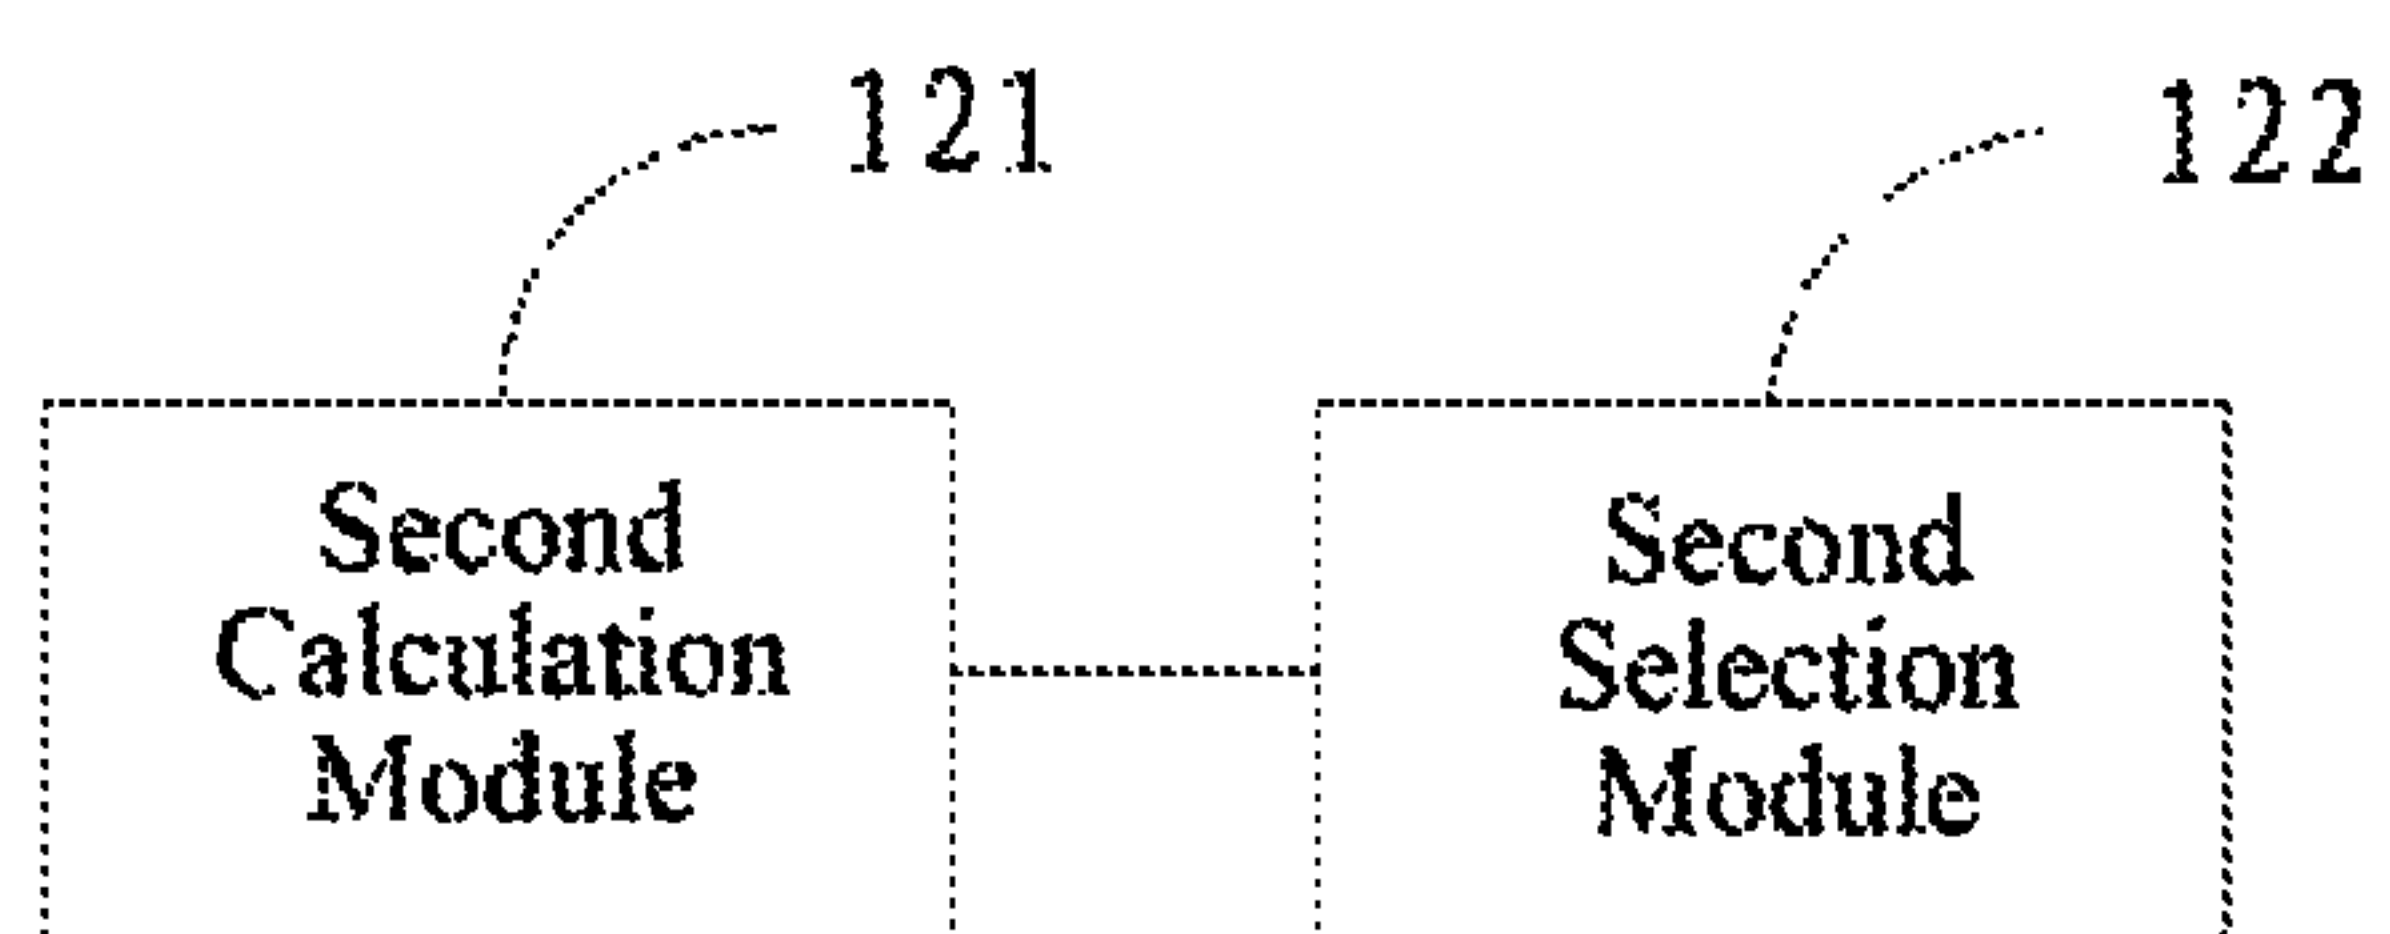 121
122
Second
Calculation
Module
Second
Selection
Module